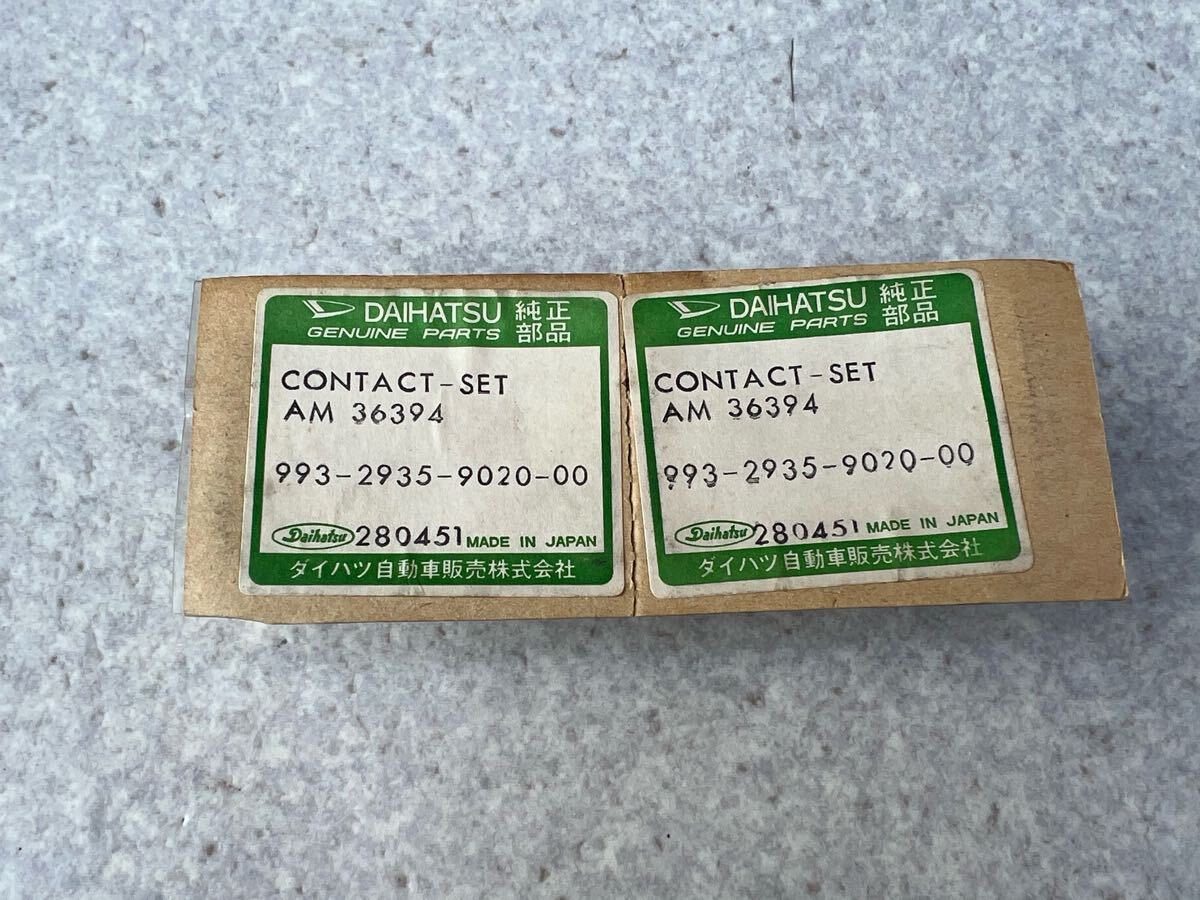 DAIHATSU 純正
GENUINE PARTS 部品
CONTACT-SET
AM 36394
993-2935-9020-00
Daihatsu 280451 MADE IN JAPAN
ダイハツ自動車販売株式会社
DAIHATSU 純正
GENUINE PARTS 部品
CONTACT-SET
AM 36394
993-2935-9020-00
Daihatsu 280451 MADE IN JAPAN
ダイハツ自動車販売株式会社